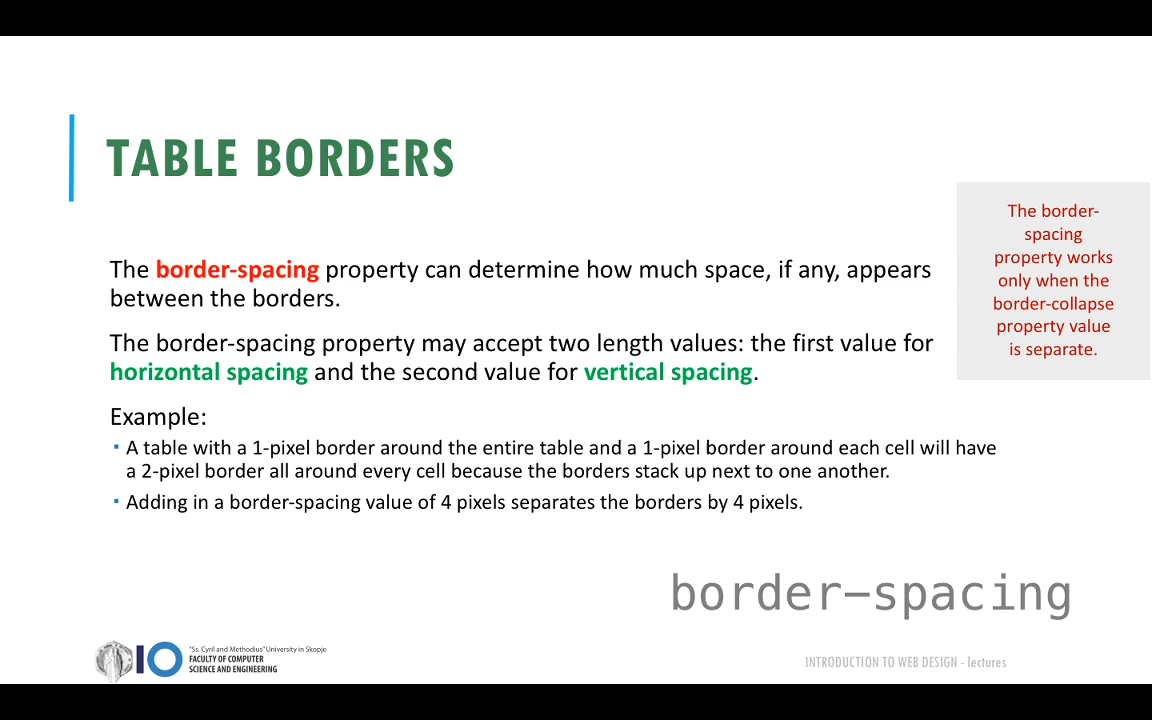 TABLE BORDERS
The border-spacing property can determine how much space, if any, appears
between the borders.
The border-spacing property may accept two length values: the first value for
horizontal spacing and the second value for vertical spacing.
Example:
▪ A table with a 1-pixel border around the entire table and a 1-pixel border around each cell will have
a 2-pixel border all around every cell because the borders stack up next to one another.
▪ Adding in a border-spacing value of 4 pixels separates the borders by 4 pixels.
The border-
spacing
property works
only when the
border-collapse
property value
is separate.
border-spacing
"Ss. Cyril and Methodius" University in Skopje
FACULTY OF COMPUTER
SCIENCE AND ENGINEERING
INTRODUCTION TO WEB DESIGN - lectures